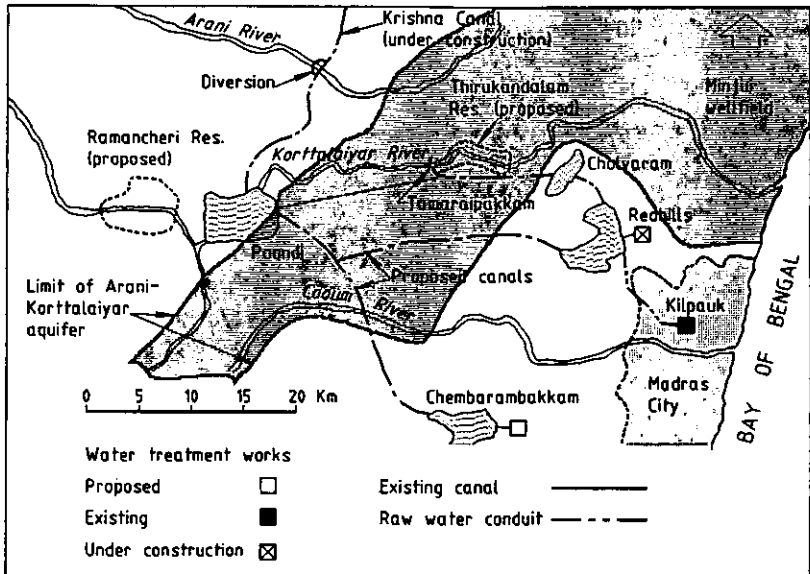 Arani River
Krishna Canal
(under construction)
Diversion
Thirukandalam
Res. (proposed)
Minjur
wellfield
Ramancheri Res.
(proposed)
Korttalaiyar River
Cholvaram
Tamaraipakkam
Redhills
Poondi
Proposed canals
Limit of Arani-
Korttalaiyar
aquifer
River
Kilpauk
0 5 10 15 20 Km
Chembarambakkam
Madras
City
BAY OF BENGAL
Water treatment works
Proposed
Existing
Under construction
Existing canal
Raw water conduit